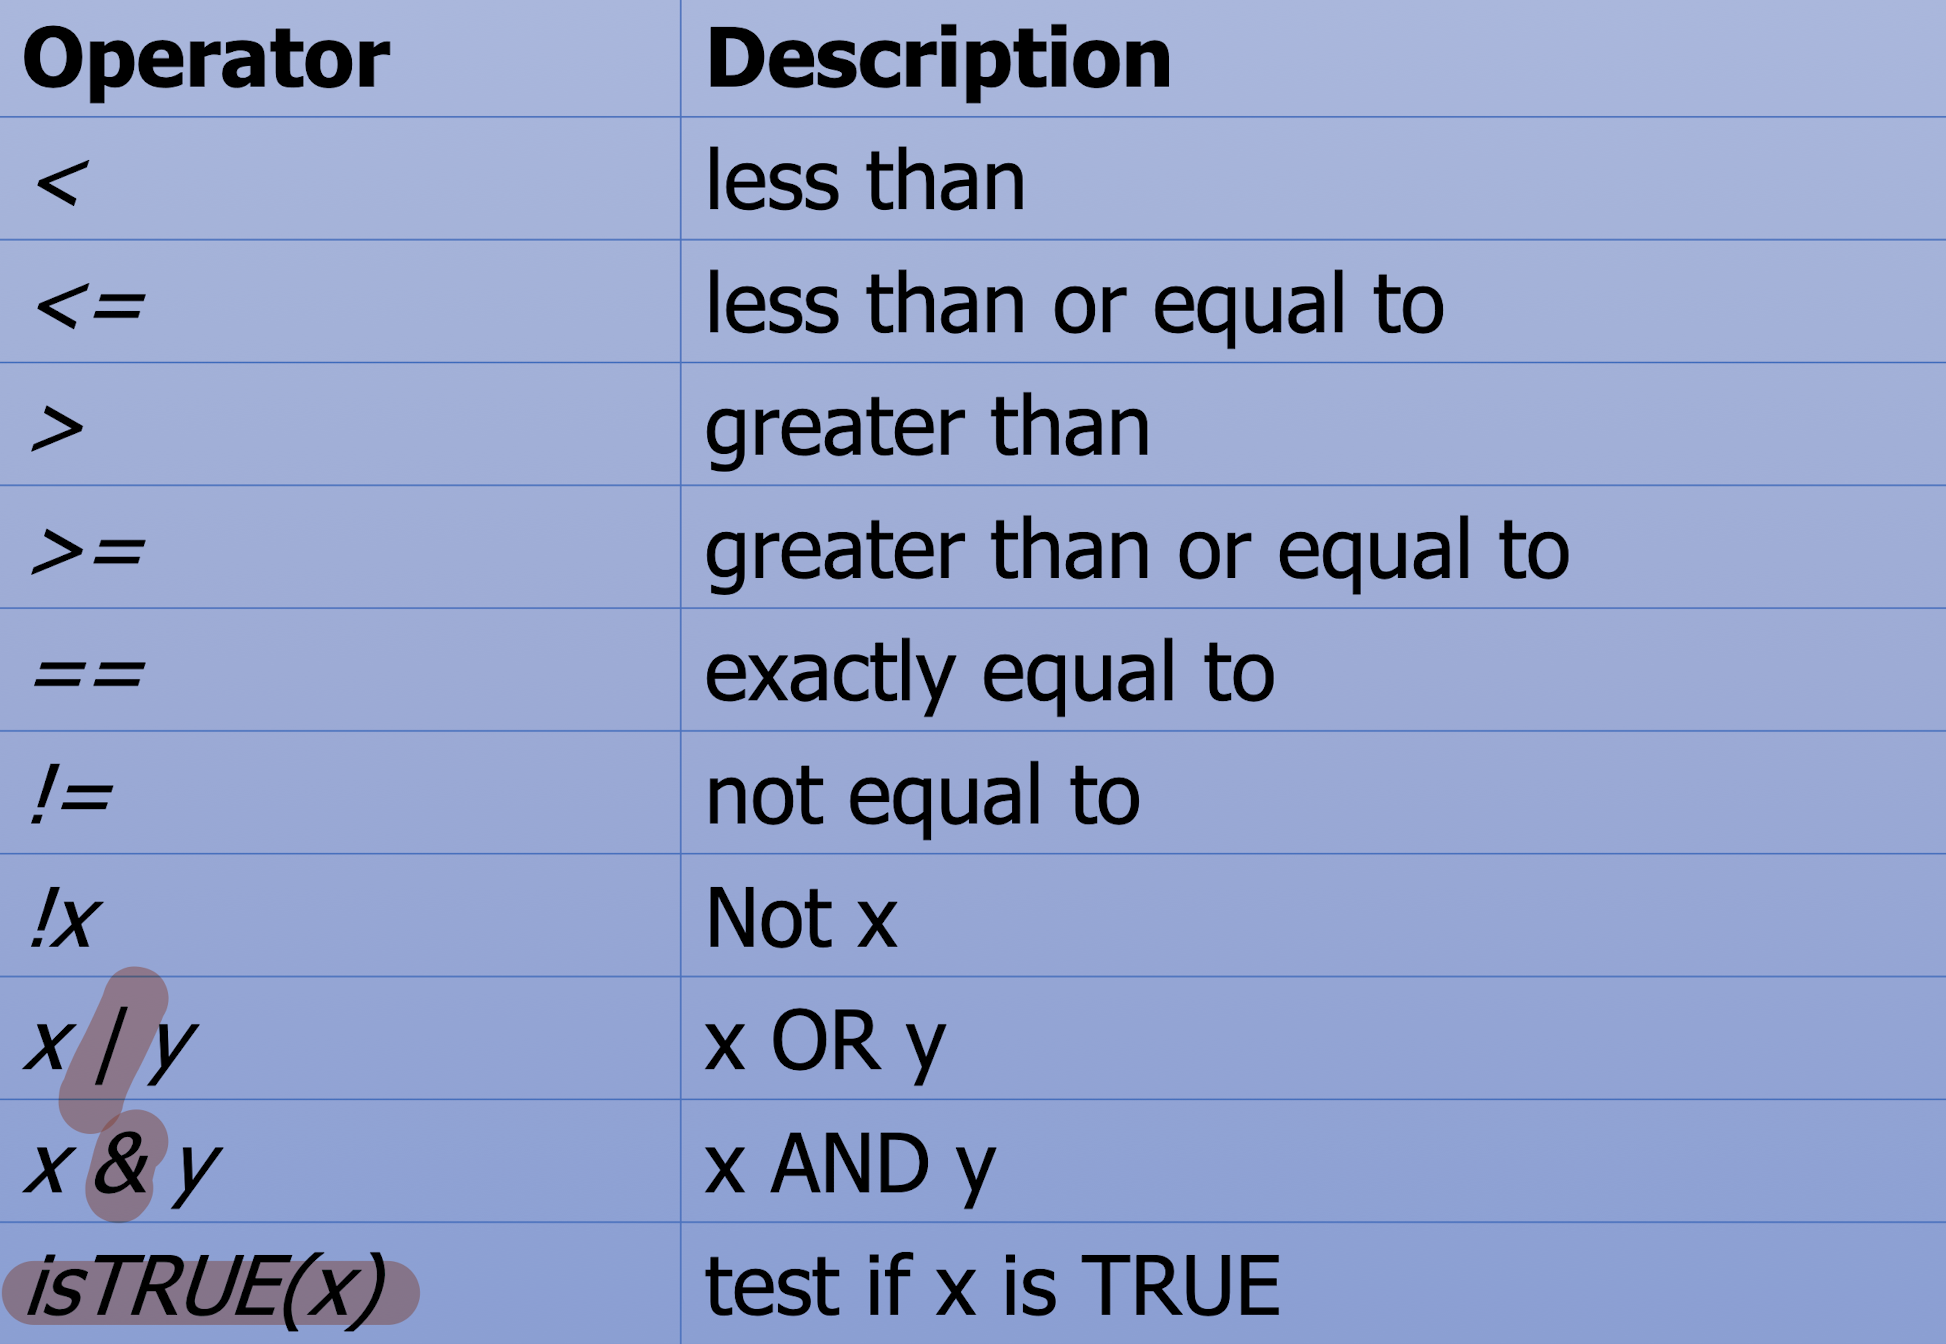 Operator Description
< less than
<= less than or equal to
> greater than
>= greater than or equal to
== exactly equal to
!= not equal to
!x Not x
x | y x OR y
x & y x AND y
isTRUE(x) test if x is TRUE